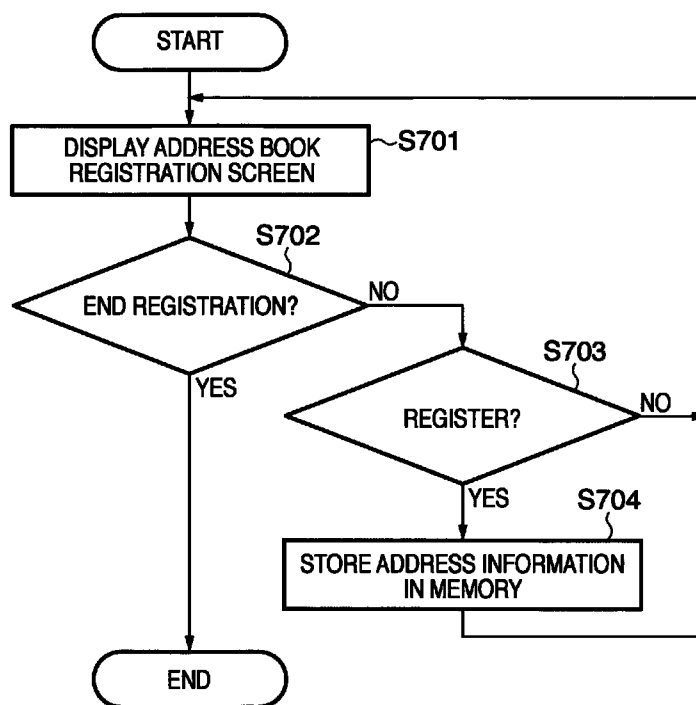 START
DISPLAY ADDRESS BOOK
REGISTRATION SCREEN
S701
S702
END REGISTRATION?
NO
YES
S703
REGISTER?
NO
YES
S704
STORE ADDRESS INFORMATION
IN MEMORY
END